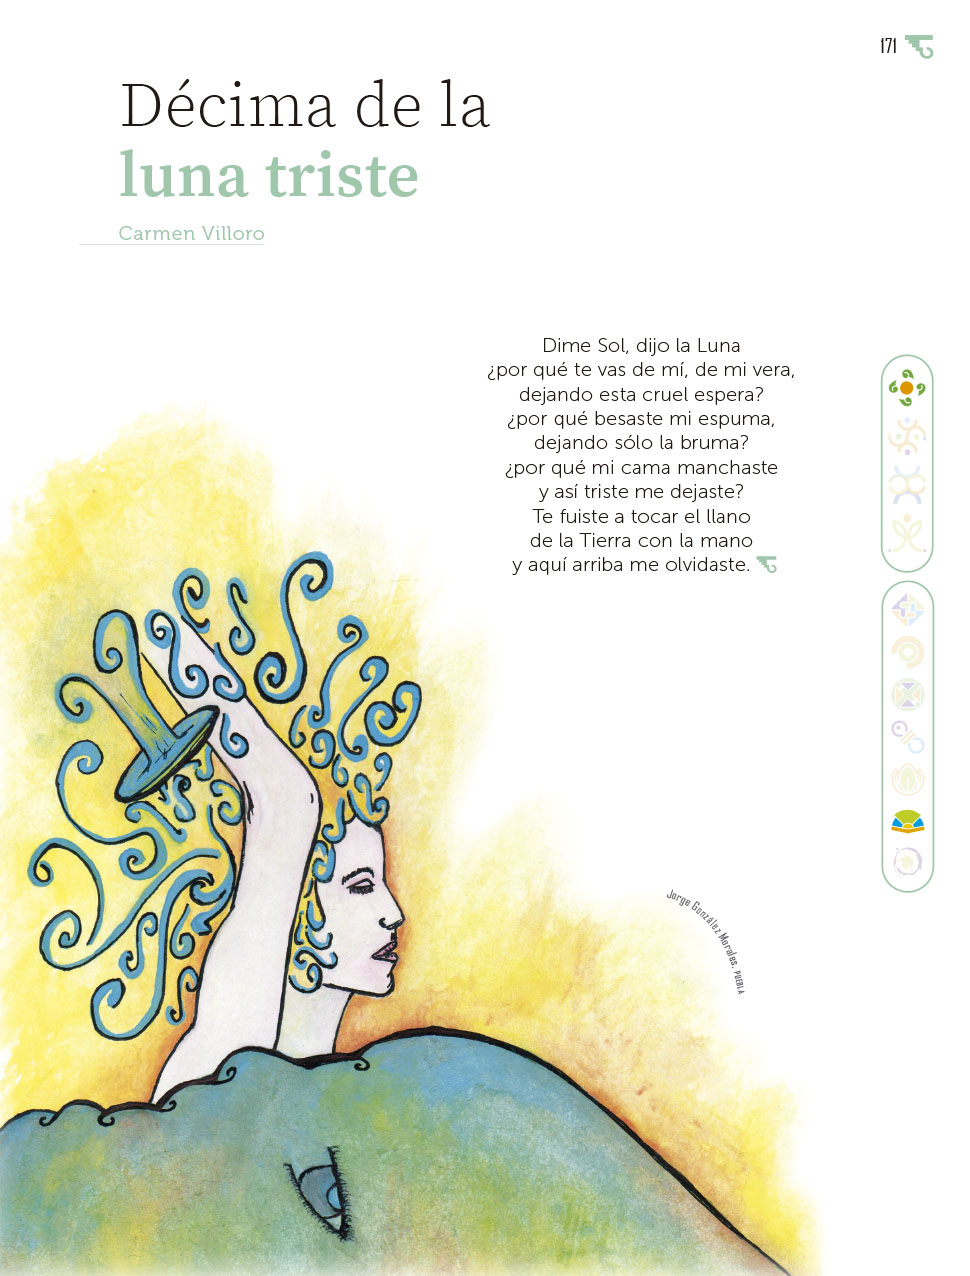 171
Décima de la
luna triste
Carmen Villoro
Dime Sol, dijo la Luna
¿por qué te vas de mí, de mi vera,
dejando esta cruel espera?
¿por qué besaste mi espuma,
dejando sólo la bruma?
¿por qué mi cama manchaste
y así triste me dejaste?
Te fuiste a tocar el llano
de la Tierra con la mano
y aquí arriba me olvidaste.
Jorge González Morales, PUEBLA